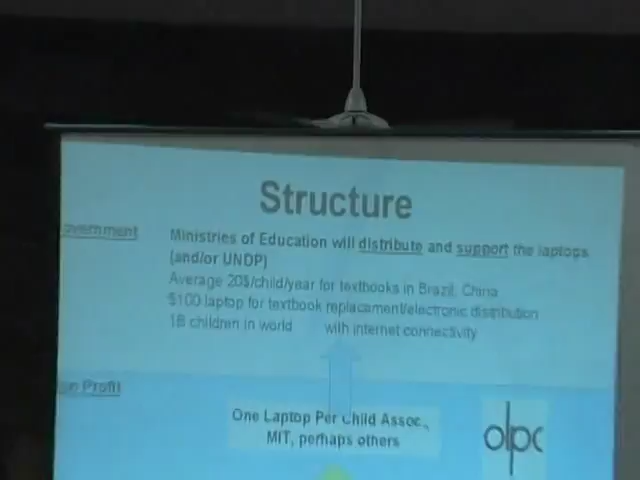 Structure
overnment
Ministries of Education will distribute and support the laptops
(and/or UNDP)
Average 20$/child/year for textbooks in Brazil, China
$100 laptop for textbook replacement/electronic distribution
1B children in world with internet connectivity
on Profit
One Laptop Per Child Assoc.,
MIT, perhaps others
olpc